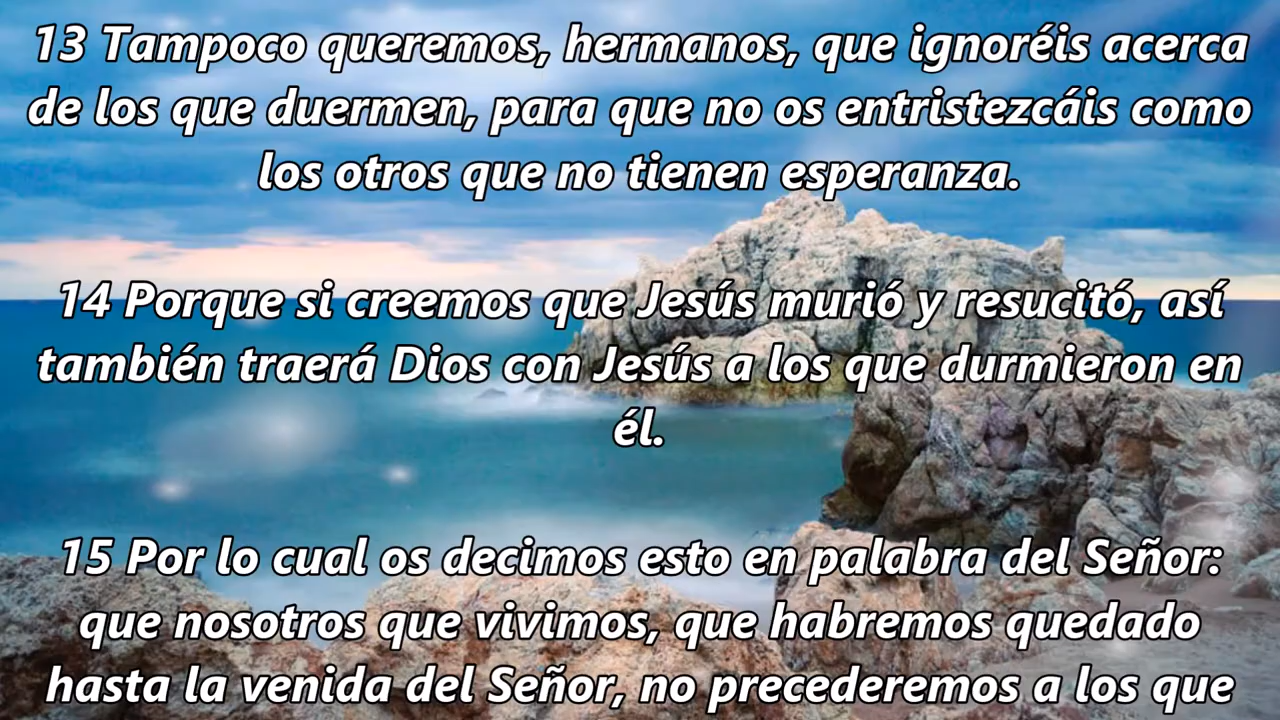 13 Tampoco queremos, hermanos, que ignoréis acerca
de los que duermen, para que no os entristezcáis como
los otros que no tienen esperanza.
14 Porque si creemos que Jesús murió y resucitó, así
también traerá Dios con Jesús a los que durmieron en
él.
15 Por lo cual os decimos esto en palabra del Señor:
que nosotros que vivimos, que habremos quedado
hasta la venida del Señor, no precederemos a los que